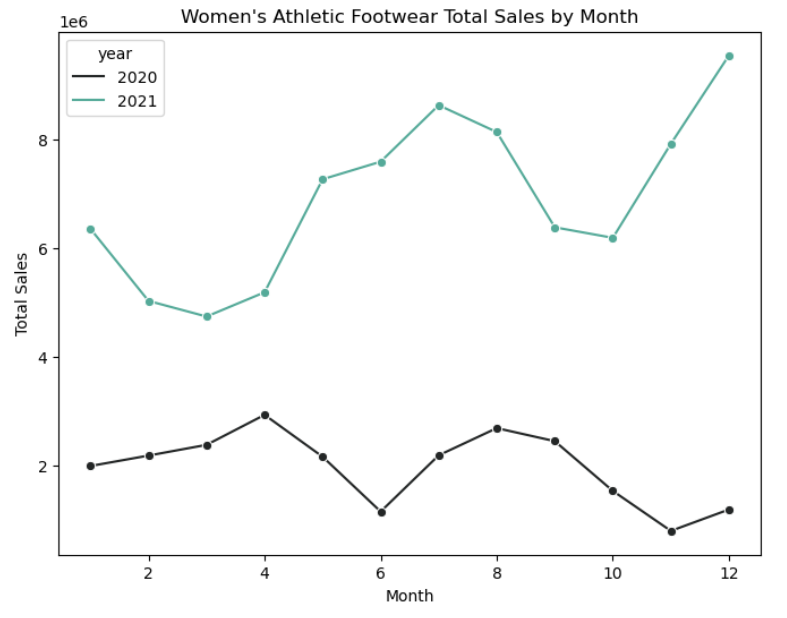 Women's Athletic Footwear Total Sales by Month
1e6
year
2020
2021
8
6
4
2
Total Sales
2 4 6 8 10 12
Month